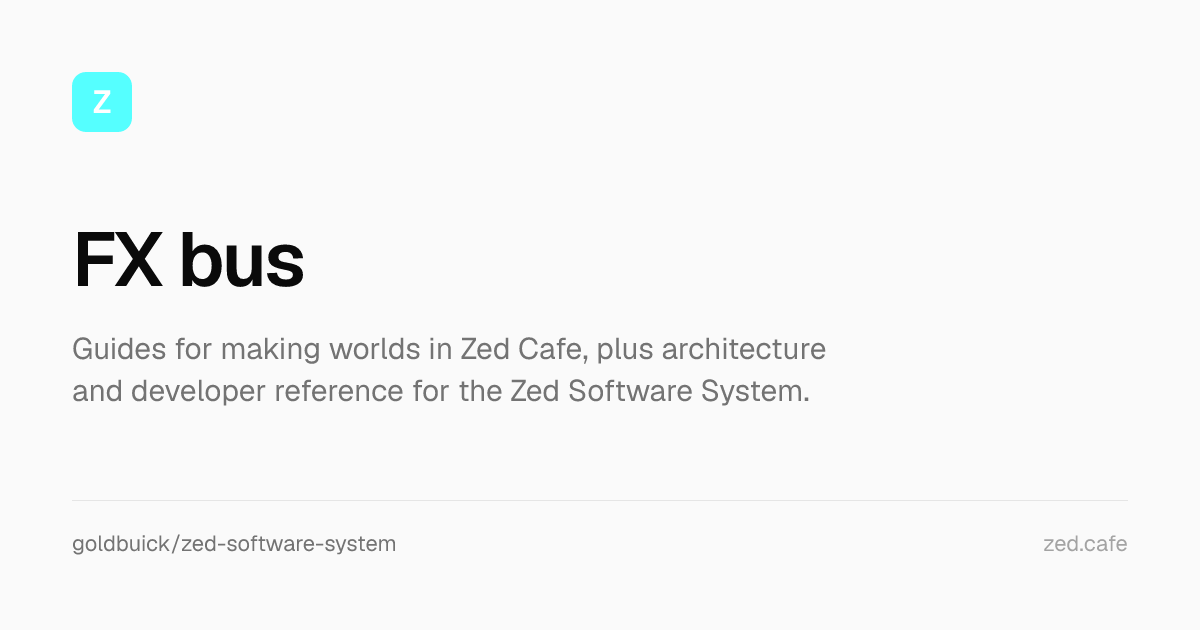 Z
FX bus
Guides for making worlds in Zed Cafe, plus architecture
and developer reference for the Zed Software System.
goldbuick/zed-software-system
zed.cafe